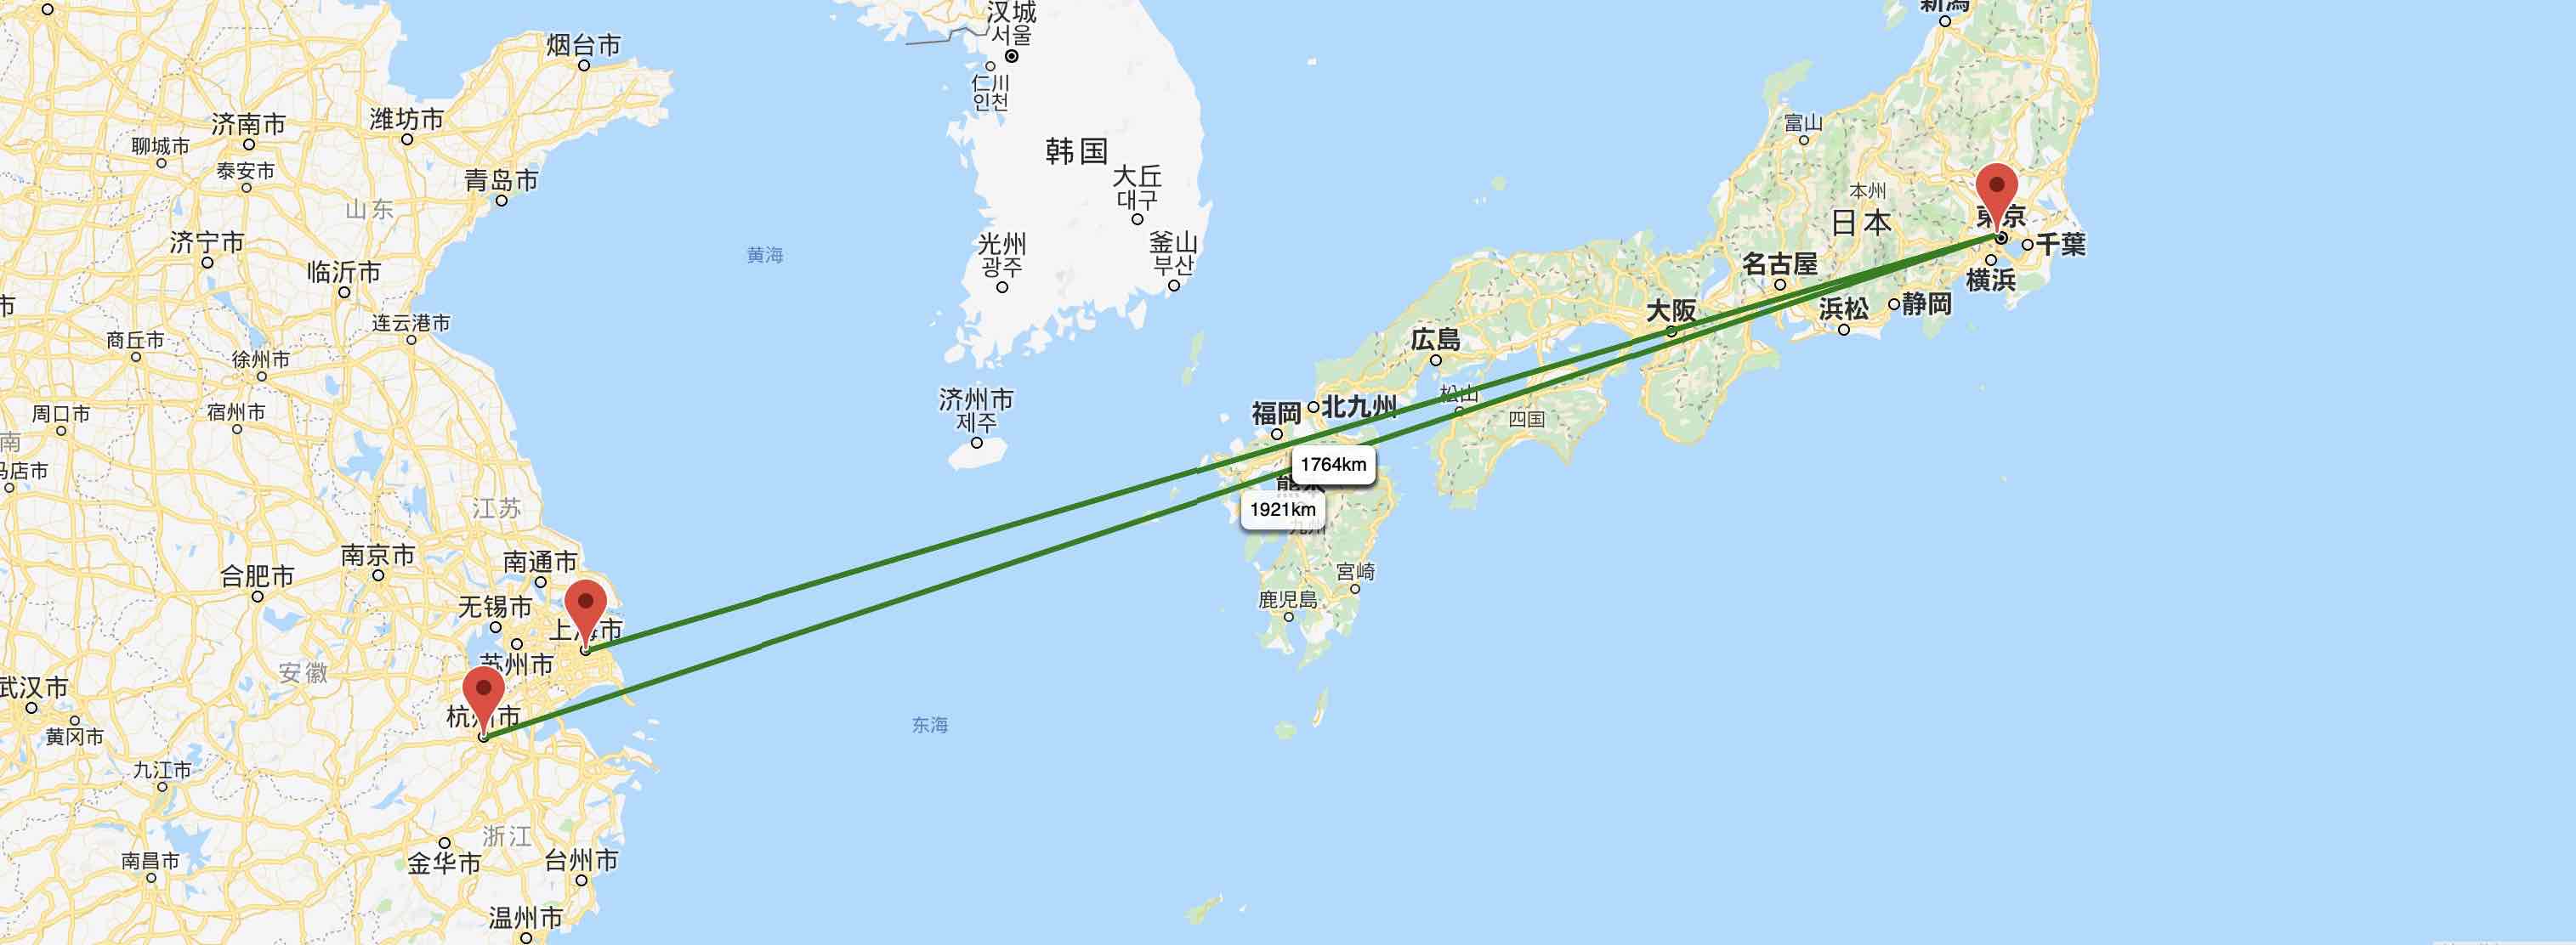 汉城
서울
新潟
烟台市
仁川
인천
济南市
潍坊市
聊城市
泰安市
青岛市
韩国
大丘
대구
富山
本州
日本
東京
千葉
横浜
山东
济宁市
临沂市
黄海
光州
광주
釜山
부산
名古屋
浜松
静岡
大阪
市
商丘市
连云港市
徐州市
広島
周口市
宿州市
济州市
제주
福岡
北九州
松山
四国
南
马店市
1764km
熊本
1921km
九州
江苏
南京市
南通市
合肥市
无锡市
上海市
苏州市
宮崎
鹿児島
安徽
武汉市
杭州市
黄冈市
东海
九江市
浙江
南昌市
金华市
台州市
温州市